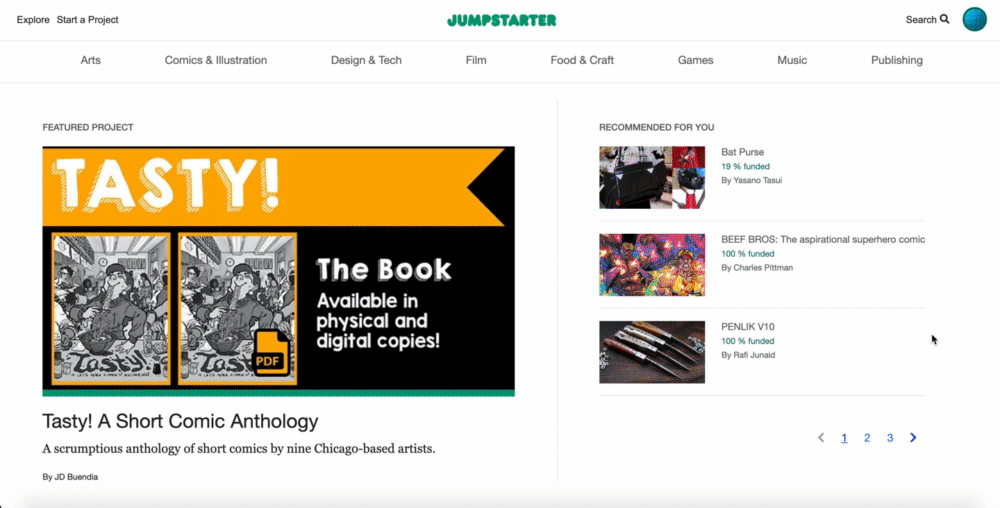 Explore Start a Project
JUMPSTARTER
Search
Arts
Comics & Illustration
Design & Tech
Film
Food & Craft
Games
Music
Publishing
FEATURED PROJECT
TASTY!
The Book
Available in
physical and
digital copies!
Tasty!
Tasty!
PDF
Tasty! A Short Comic Anthology
A scrumptious anthology of short comics by nine Chicago-based artists.
By JD Buendia
RECOMMENDED FOR YOU
Bat Purse
19 % funded
By Yasano Tasui
BEEF BROS: The aspirational superhero comic
100 % funded
By Charles Pittman
PENLIK V10
100 % funded
By Rafi Junaid
1 2 3